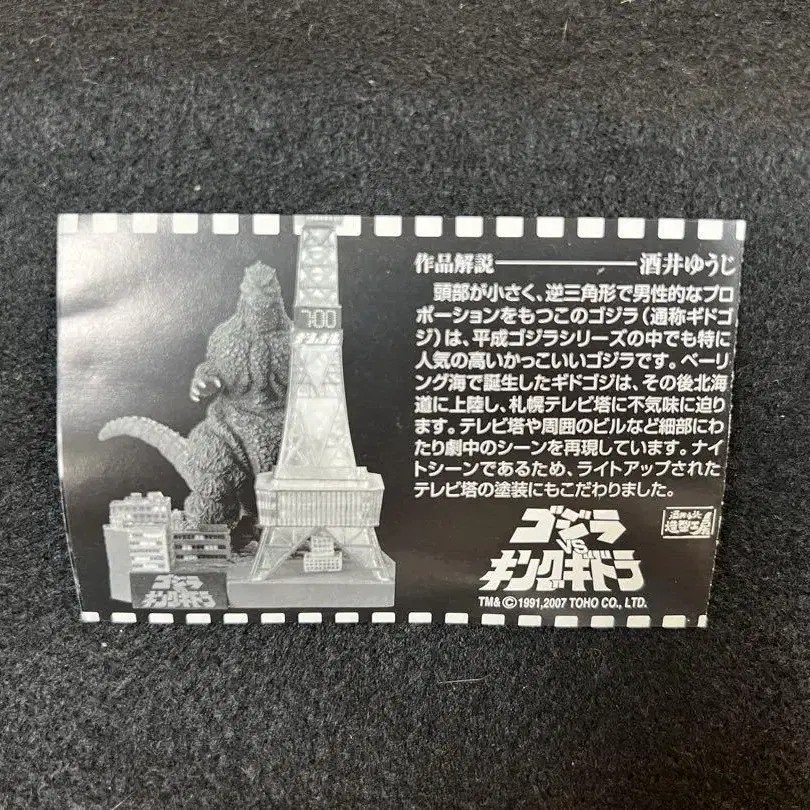 作品解説――――酒井ゆうじ
頭部が小さく、逆三角形で男性的なプロ
ポーションをもつこのゴジラ（通称ギドゴ
ジ）は、平成ゴジラシリーズの中でも特に
人気の高いかっこいいゴジラです。ベーリ
ング海で誕生したギドゴジは、その後北海
道に上陸し、札幌テレビ塔に不気味に迫り
ます。テレビ塔や周囲のビルなど細部にわ
たり劇中のシーンを再現しています。ナイ
トシーンであるため、ライトアップされた
テレビ塔の塗装にもこだわりました。
7:00
ゴジラ
VS
キングギドラ
酒井ゆうじ
造型工房
TM&©1991,2007 TOHO CO., LTD.
ゴジラ
VS
キングギドラ